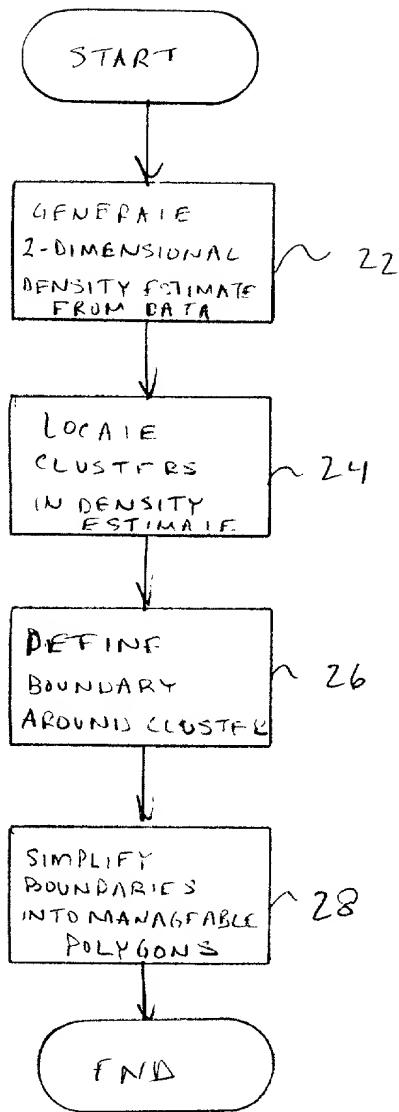 START
GENERATE
2-DIMENSIONAL
DENSITY ESTIMATE
FROM DATA
22
LOCATE
CLUSTERS
IN DENSITY
ESTIMATE
24
DEFINE
BOUNDARY
AROUND CLUSTER
26
SIMPLIFY
BOUNDARIES
INTO MANAGEABLE
POLYGONS
28
END